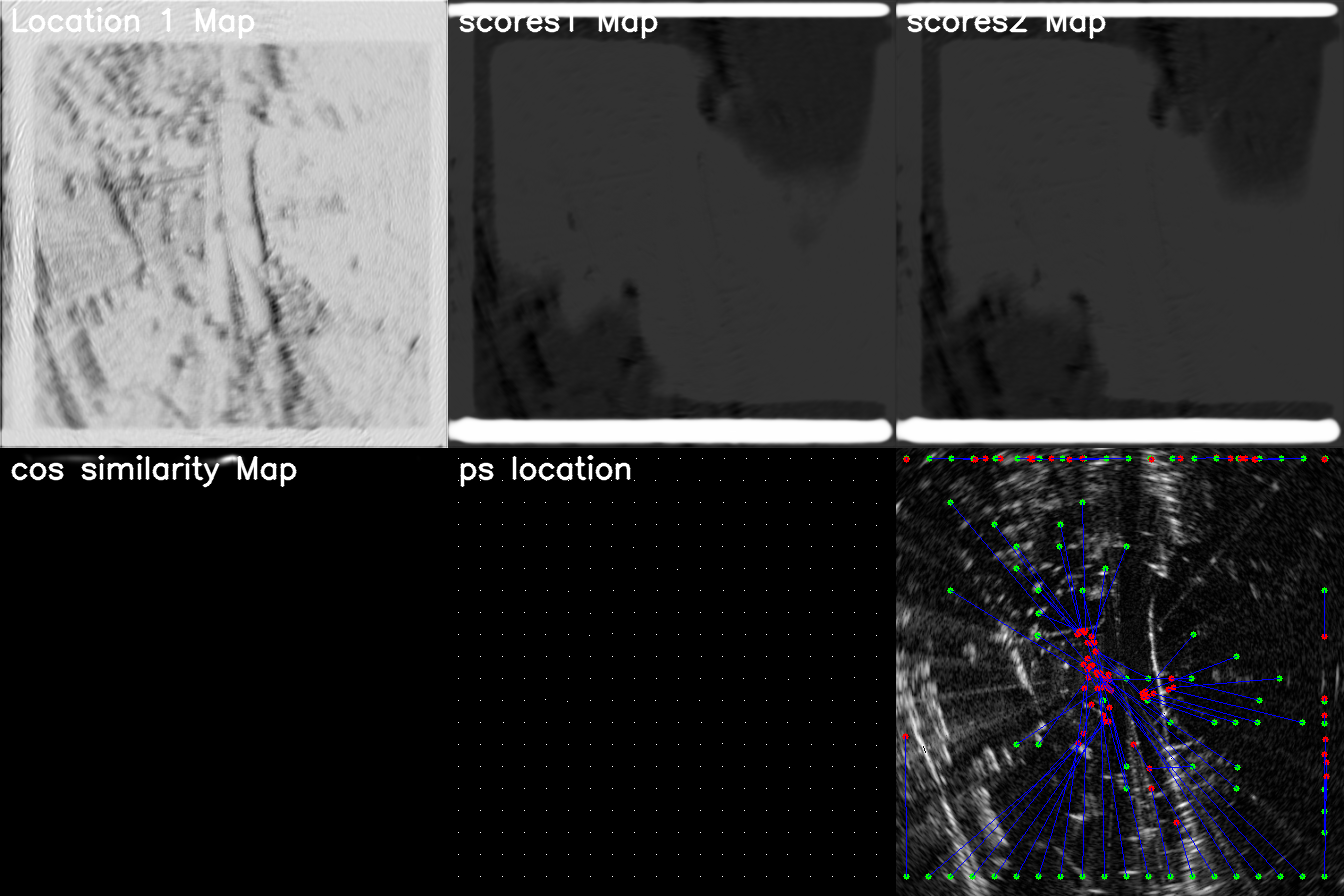 Location 1 Map
scores1 Map
scores2 Map
cos similarity Map
ps location